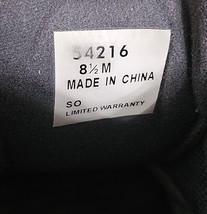 54216
8½ M
MADE IN CHINA
SO
LIMITED WARRANTY